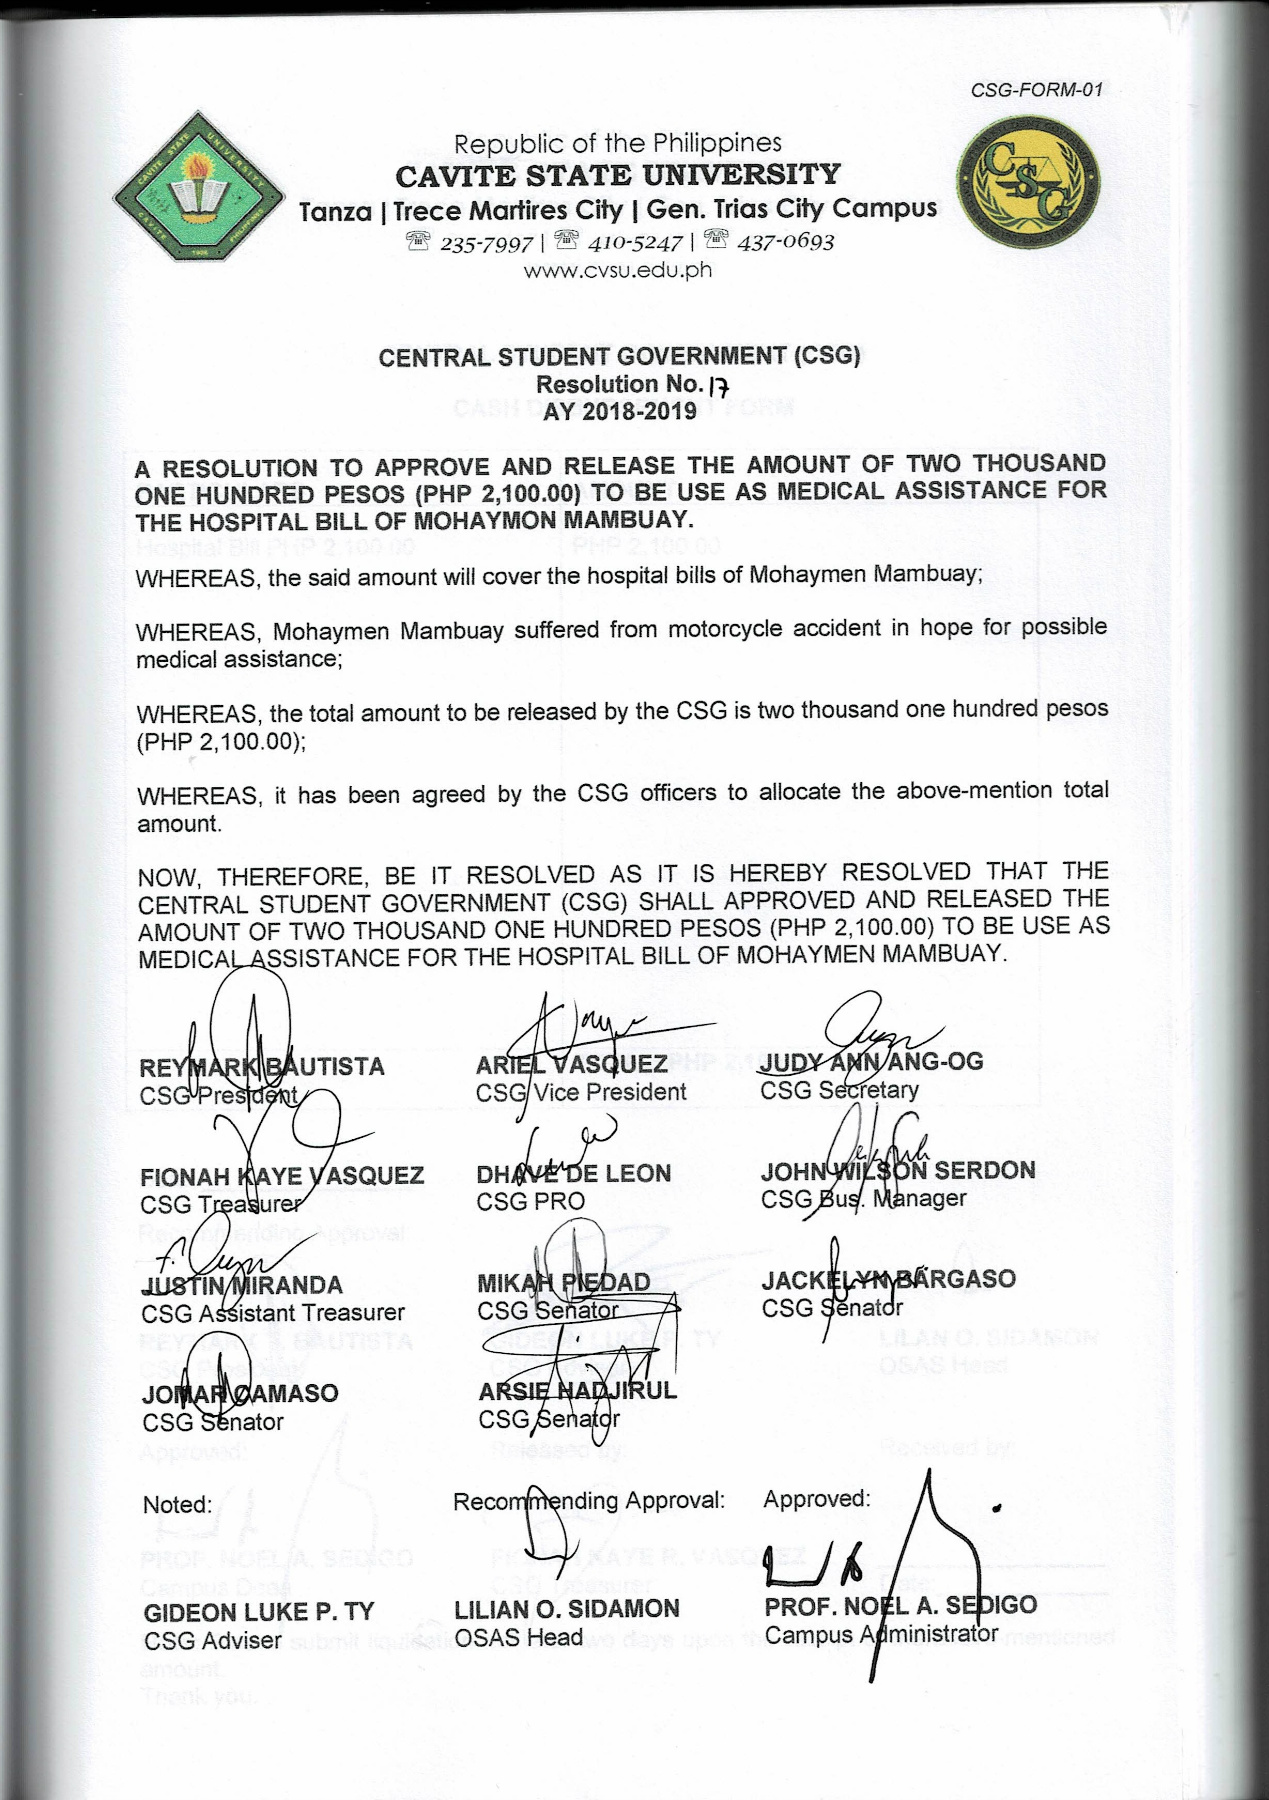 CSG-FORM-01
Republic of the Philippines
CAVITE STATE UNIVERSITY
Tanza | Trece Martires City | Gen. Trias City Campus
☏ 235-7997 | ☏ 410-5247 | ☏ 437-0693
www.cvsu.edu.ph
CSG
CENTRAL STUDENT GOVERNMENT (CSG)
Resolution No. 17
AY 2018-2019
A RESOLUTION TO APPROVE AND RELEASE THE AMOUNT OF TWO THOUSAND
ONE HUNDRED PESOS (PHP 2,100.00) TO BE USE AS MEDICAL ASSISTANCE FOR
THE HOSPITAL BILL OF MOHAYMON MAMBUAY.
WHEREAS, the said amount will cover the hospital bills of Mohaymen Mambuay;
WHEREAS, Mohaymen Mambuay suffered from motorcycle accident in hope for possible
medical assistance;
WHEREAS, the total amount to be released by the CSG is two thousand one hundred pesos
(PHP 2,100.00);
WHEREAS, it has been agreed by the CSG officers to allocate the above-mention total
amount.
NOW, THEREFORE, BE IT RESOLVED AS IT IS HEREBY RESOLVED THAT THE
CENTRAL STUDENT GOVERNMENT (CSG) SHALL APPROVED AND RELEASED THE
AMOUNT OF TWO THOUSAND ONE HUNDRED PESOS (PHP 2,100.00) TO BE USE AS
MEDICAL ASSISTANCE FOR THE HOSPITAL BILL OF MOHAYMEN MAMBUAY.
REYMARK BAUTISTA ARIEL VASQUEZ JUDY ANN ANG-OG
CSG President CSG Vice President CSG Secretary
FIONAH KAYE VASQUEZ DHAVE DE LEON JOHN WILSON SERDON
CSG Treasurer CSG PRO CSG Bus. Manager
JUSTIN MIRANDA MIKAH PIEDAD JACKELYN BARGASO
CSG Assistant Treasurer CSG Senator CSG Senator
JOMAR CAMASO ARSIE HADJIRUL
CSG Senator CSG Senator
Noted: Recommending Approval: Approved:
GIDEON LUKE P. TY LILIAN O. SIDAMON PROF. NOEL A. SEDIGO
CSG Adviser OSAS Head Campus Administrator